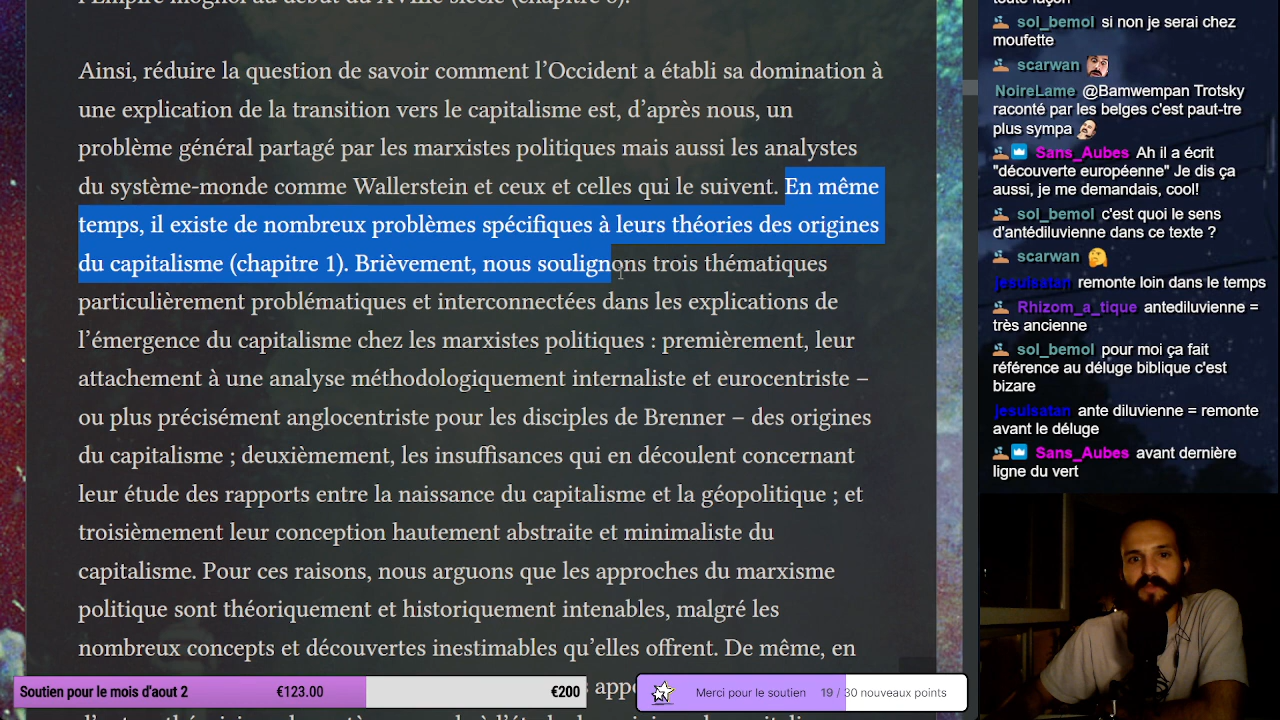 l'Empire moghol au début du XVIIIe siècle (chapitre 8).
Ainsi, réduire la question de savoir comment l'Occident a établi sa domination à
une explication de la transition vers le capitalisme est, d'après nous, un
problème général partagé par les marxistes politiques mais aussi les analystes
du système-monde comme Wallerstein et ceux et celles qui le suivent. En même
temps, il existe de nombreux problèmes spécifiques à leurs théories des origines
du capitalisme (chapitre 1). Brièvement, nous soulignons trois thématiques
particulièrement problématiques et interconnectées dans les explications de
l'émergence du capitalisme chez les marxistes politiques : premièrement, leur
attachement à une analyse méthodologiquement internaliste et eurocentriste –
ou plus précisément anglocentriste pour les disciples de Brenner – des origines
du capitalisme ; deuxièmement, les insuffisances qui en découlent concernant
leur étude des rapports entre la naissance du capitalisme et la géopolitique ; et
troisièmement leur conception hautement abstraite et minimaliste du
capitalisme. Pour ces raisons, nous arguons que les approches du marxisme
politique sont théoriquement et historiquement intenables, malgré les
nombreux concepts et découvertes inestimables qu'elles offrent. De même, en
toute façon
sol_bemol si non je serai chez
moufette
scarwan
NoireLame @Bamwempan Trotsky
raconté par les belges c'est paut-tre
plus sympa
Sans_Aubes Ah il a écrit
"découverte européenne" Je dis ça
aussi, je me demandais, cool!
sol_bemol c'est quoi le sens
d'antédiluvienne dans ce texte ?
scarwan
jesuisatan remonte loin dans le temps
Rhizom_a_tique antediluvienne =
très ancienne
sol_bemol pour moi ça fait
référence au déluge biblique c'est
bizare
jesuisatan ante diluvienne = remonte
avant le déluge
Sans_Aubes avant dernière
ligne du vert
Soutien pour le mois d'aout 2 €123.00 €200
Merci pour le soutien 19 / 30 nouveaux points